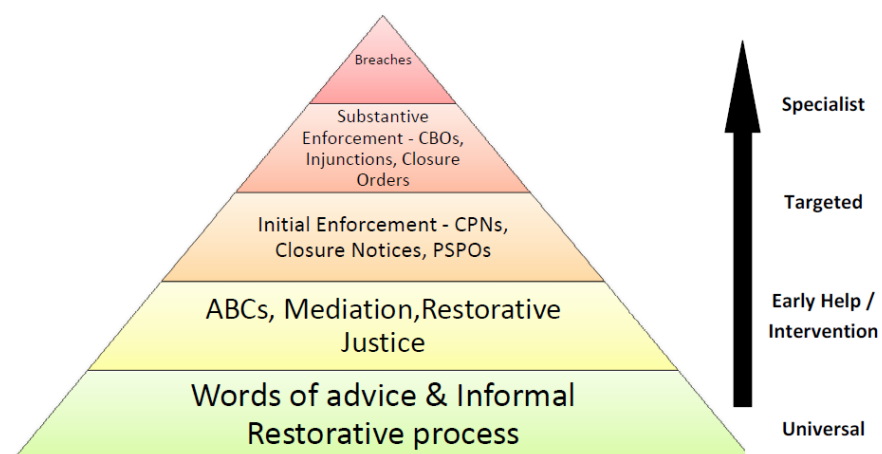 Breaches
Substantive
Enforcement - CBOs,
Injunctions, Closure
Orders
Initial Enforcement - CPNs,
Closure Notices, PSPOs
ABCs, Mediation,Restorative
Justice
Words of advice & Informal
Restorative process
Specialist
Targeted
Early Help /
Intervention
Universal